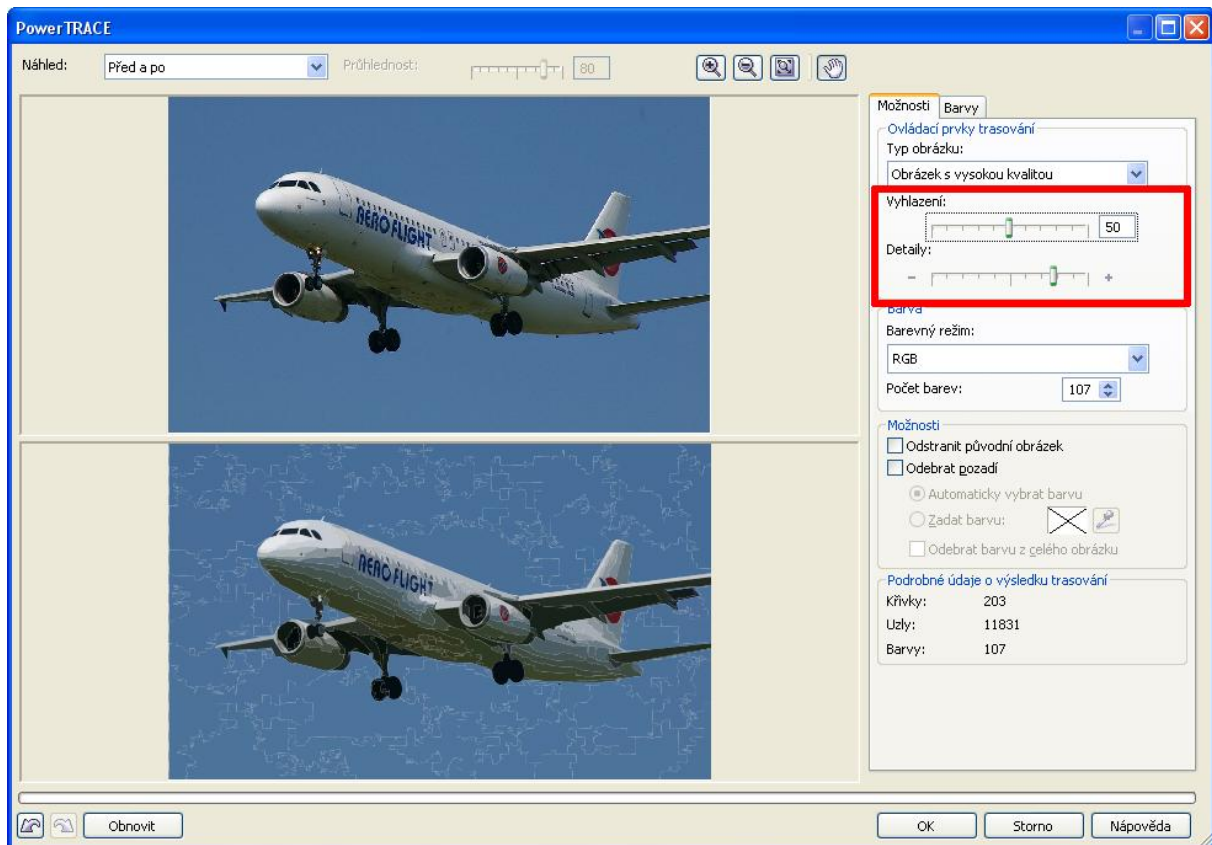 PowerTRACE
Náhled: Před a po Průhlednost: 80
Možnosti Barvy
Ovládací prvky trasování
Typ obrázku:
Obrázek s vysokou kvalitou
Vyhlazení:
50
Detaily:
- +
Barva
Barevný režim:
RGB
Počet barev: 107
Možnosti
Odstranit původní obrázek
Odebrat pozadí
Automaticky vybrat barvu
Zadat barvu:
Odebrat barvu z celého obrázku
Podrobné údaje o výsledku trasování
Křivky: 203
Uzly: 11831
Barvy: 107
AERO FLIGHT
AERO FLIGHT
Obnovit OK Storno Nápověda